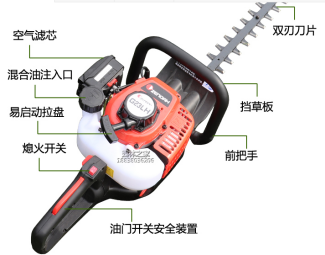 双刃刀片
空气滤芯
混合油注入口
易启动拉盘
挡草板
熄火开关
前把手
油门开关安全装置